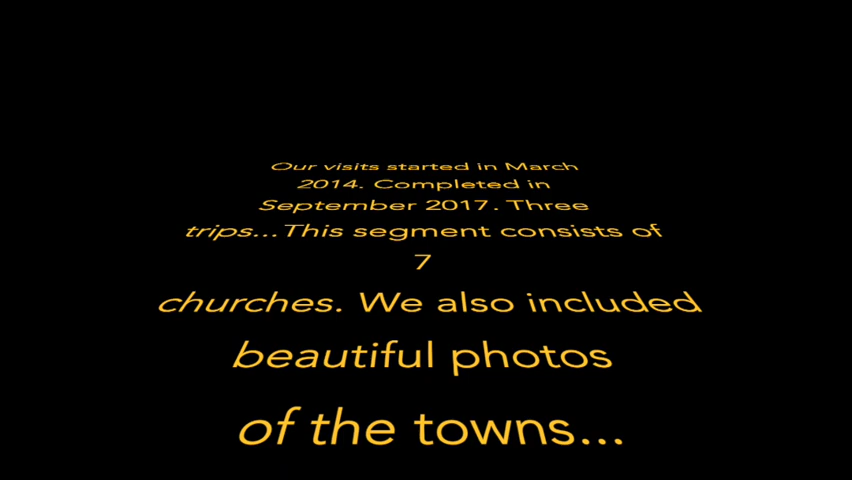 Our visits started in March
2014. Completed in
September 2017. Three
trips...This segment consists of
7
churches. We also included
beautiful photos
of the towns...